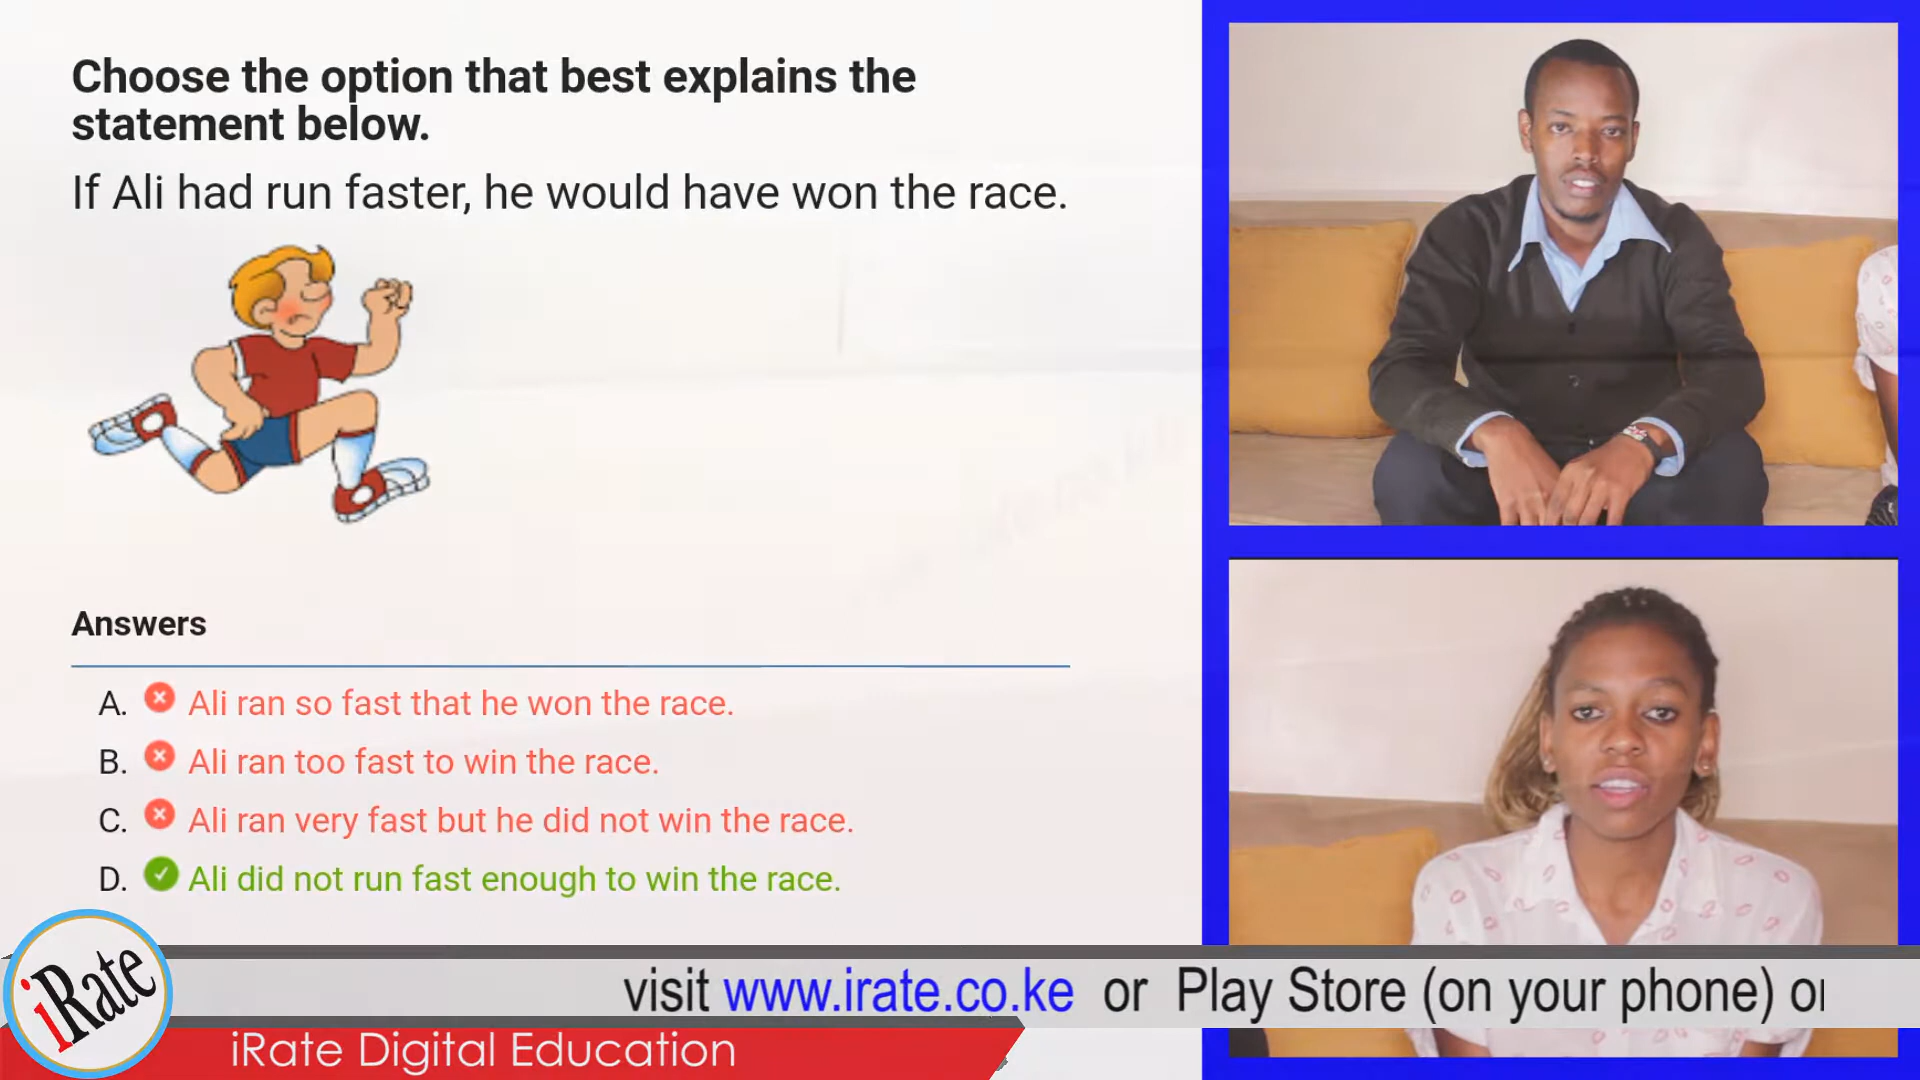 Choose the option that best explains the
statement below.
If Ali had run faster, he would have won the race.
Answers
A. Ali ran so fast that he won the race.
B. Ali ran too fast to win the race.
C. Ali ran very fast but he did not win the race.
D. Ali did not run fast enough to win the race.
iRate
visit www.irate.co.ke or Play Store (on your phone) or
iRate Digital Education